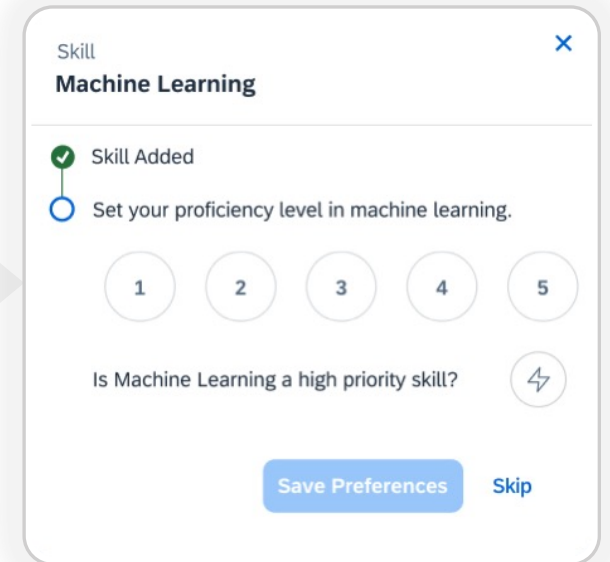 Skill
Machine Learning
Skill Added
Set your proficiency level in machine learning.
1 2 3 4 5
Is Machine Learning a high priority skill?
Save Preferences Skip